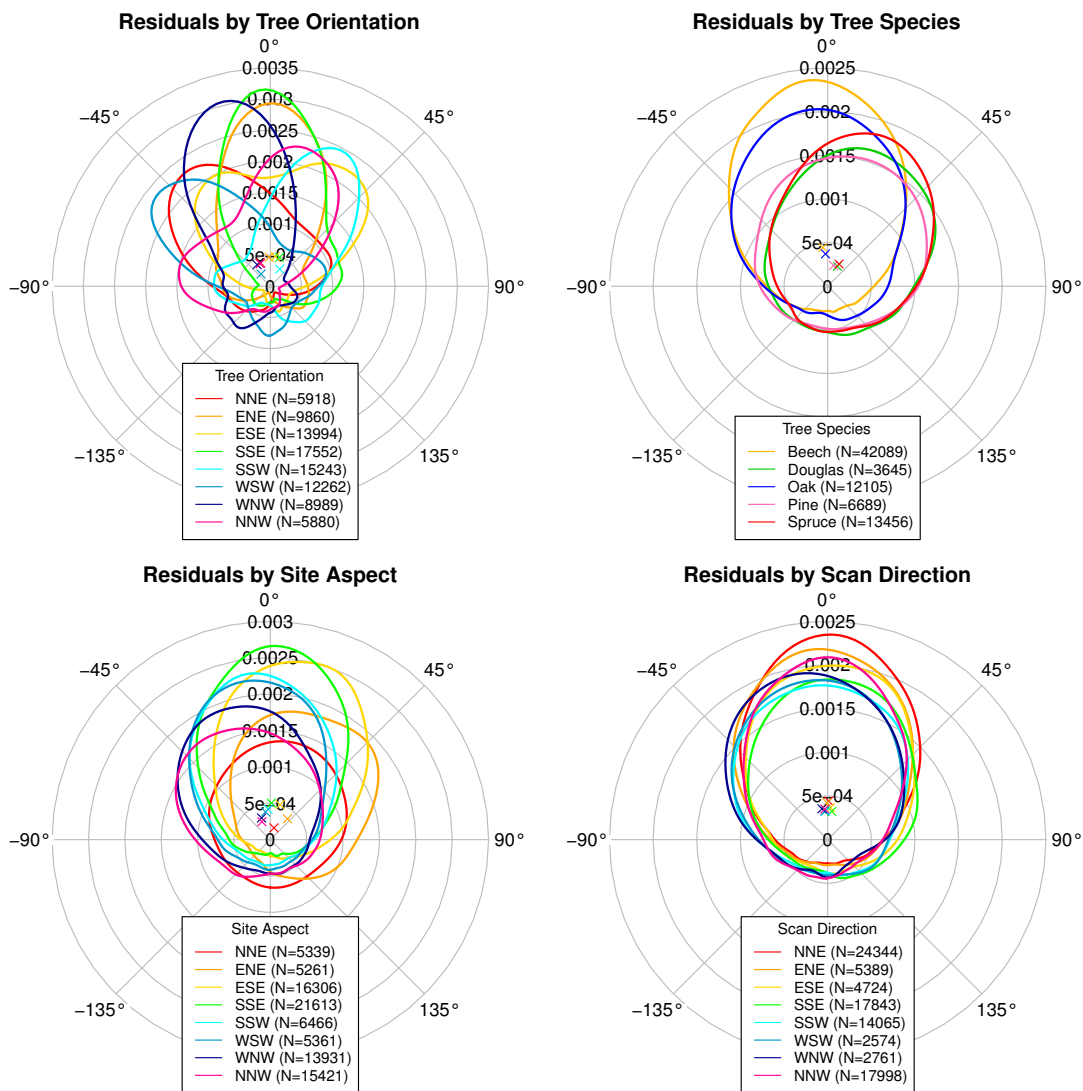 Residuals by Tree Orientation
0°
0.0035
0.003
0.0025
0.002
0.0015
0.001
5e−04
0
−45°
45°
−90°
90°
−135°
135°
Tree Orientation
NNE (N=5918)
ENE (N=9860)
ESE (N=13994)
SSE (N=17552)
SSW (N=15243)
WSW (N=12262)
WNW (N=8989)
NNW (N=5880)
Residuals by Tree Species
0°
0.0025
0.002
0.0015
0.001
5e−04
0
−45°
45°
−90°
90°
−135°
135°
Tree Species
Beech (N=42089)
Douglas (N=3645)
Oak (N=12105)
Pine (N=6689)
Spruce (N=13456)
Residuals by Site Aspect
0°
0.003
0.0025
0.002
0.0015
0.001
5e−04
0
−45°
45°
−90°
90°
−135°
135°
Site Aspect
NNE (N=5339)
ENE (N=5261)
ESE (N=16306)
SSE (N=21613)
SSW (N=6466)
WSW (N=5361)
WNW (N=13931)
NNW (N=15421)
Residuals by Scan Direction
0°
0.0025
0.002
0.0015
0.001
5e−04
0
−45°
45°
−90°
90°
−135°
135°
Scan Direction
NNE (N=24344)
ENE (N=5389)
ESE (N=4724)
SSE (N=17843)
SSW (N=14065)
WSW (N=2574)
WNW (N=2761)
NNW (N=17998)